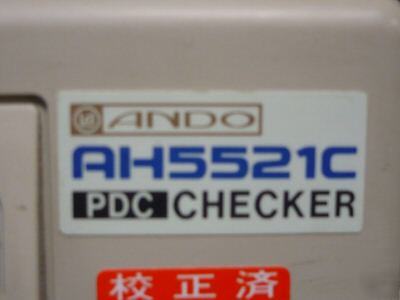 ANDO
AH5521C
PDC CHECKER
校正済